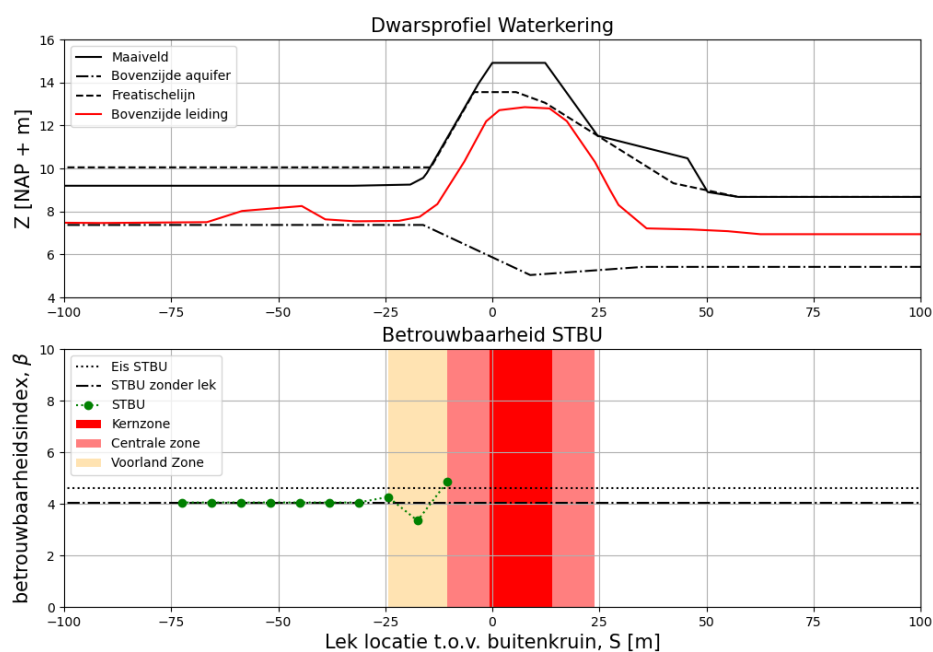 Dwarsprofiel Waterkering
Z [NAP + m]
16
14
12
10
8
6
4
Maaiveld
Bovenzijde aquifer
Freatischelijn
Bovenzijde leiding
−100
−75
−50
−25
0
25
50
75
100
Betrouwbaarheid STBU
betrouwbaarheidsindex, β
10
8
6
4
2
0
Eis STBU
STBU zonder lek
STBU
Kernzone
Centrale zone
Voorland Zone
−100
−75
−50
−25
0
25
50
75
100
Lek locatie t.o.v. buitenkruin, S [m]